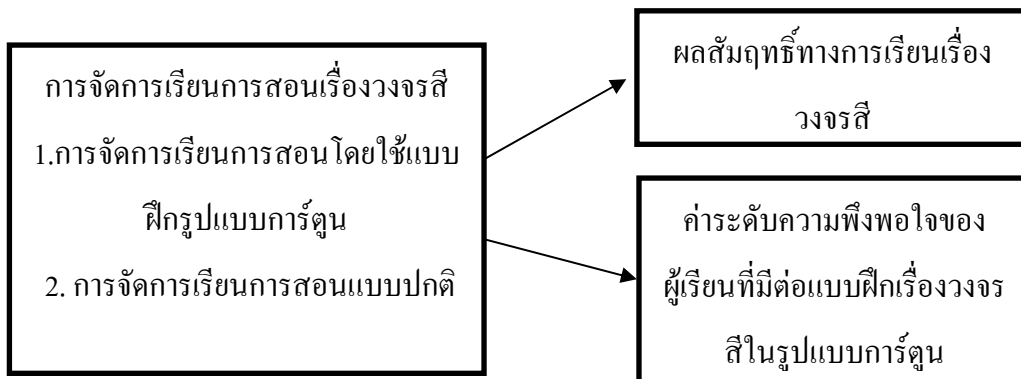 การจัดการเรียนการสอนเรื่องวงจรสี
1.การจัดการเรียนการสอนโดยใช้แบบ
ฝึกรูปแบบการ์ตูน
2. การจัดการเรียนการสอนแบบปกติ
ผลสัมฤทธิ์ทางการเรียนเรื่อง
วงจรสี
ค่าระดับความพึงพอใจของ
ผู้เรียนที่มีต่อแบบฝึกเรื่องวงจร
สีในรูปแบบการ์ตูน